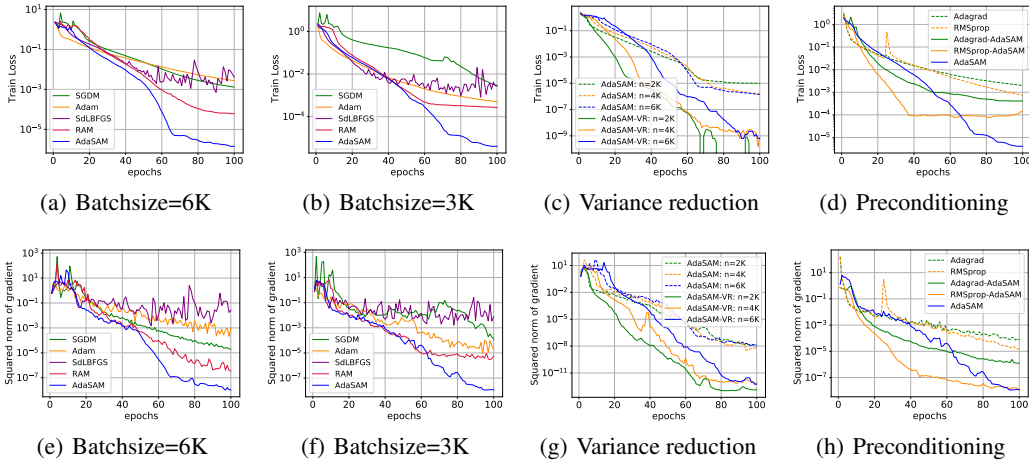 10^1
10^-1
10^-3
10^-5
Train Loss
SGDM
Adam
SdLBFGS
RAM
AdaSAM
0 20 40 60 80 100
epochs
(a) Batchsize=6K
10^0
10^-2
10^-4
Train Loss
SGDM
Adam
SdLBFGS
RAM
AdaSAM
0 20 40 60 80 100
epochs
(b) Batchsize=3K
10^1
10^-1
10^-3
10^-5
10^-7
10^-9
Train Loss
AdaSAM: n=2K
AdaSAM: n=4K
AdaSAM: n=6K
AdaSAM-VR: n=2K
AdaSAM-VR: n=4K
AdaSAM-VR: n=6K
0 20 40 60 80 100
epochs
(c) Variance reduction
10^0
10^-1
10^-2
10^-3
10^-4
10^-5
Train Loss
Adagrad
RMSprop
Adagrad-AdaSAM
RMSprop-AdaSAM
AdaSAM
0 20 40 60 80 100
epochs
(d) Preconditioning
10^3
10^1
10^-1
10^-3
10^-5
10^-7
Squared norm of gradient
SGDM
Adam
SdLBFGS
RAM
AdaSAM
0 20 40 60 80 100
epochs
(e) Batchsize=6K
10^3
10^1
10^-1
10^-3
10^-5
10^-7
Squared norm of gradient
SGDM
Adam
SdLBFGS
RAM
AdaSAM
0 20 40 60 80 100
epochs
(f) Batchsize=3K
10^1
10^-2
10^-5
10^-8
10^-11
Squared norm of gradient
AdaSAM: n=2K
AdaSAM: n=4K
AdaSAM: n=6K
AdaSAM-VR: n=2K
AdaSAM-VR: n=4K
AdaSAM-VR: n=6K
0 20 40 60 80 100
epochs
(g) Variance reduction
10^1
10^-1
10^-3
10^-5
10^-7
Squared norm of gradient
Adagrad
RMSprop
Adagrad-AdaSAM
RMSprop-AdaSAM
AdaSAM
0 20 40 60 80 100
epochs
(h) Preconditioning